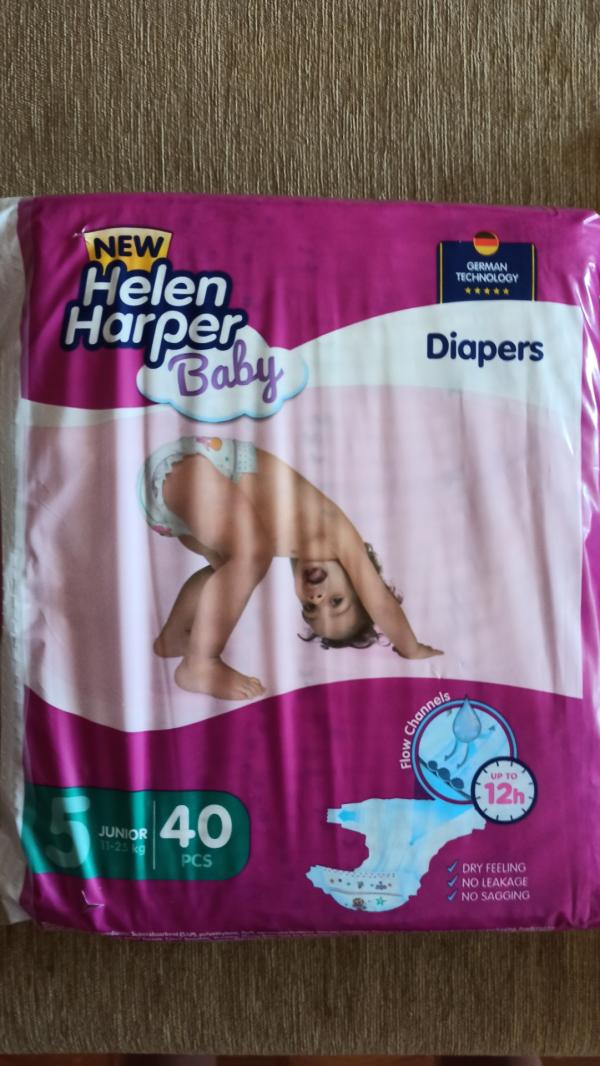 NEW
Helen
Harper
Baby
GERMAN
TECHNOLOGY
Diapers
Flow Channels
UP TO
12h
5
JUNIOR
11-25 kg
40
PCS
DRY FEELING
NO LEAKAGE
NO SAGGING